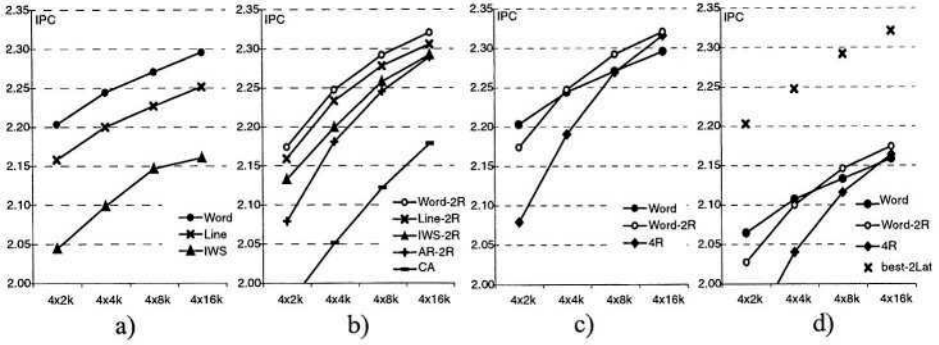 IPC
2.35
2.30
2.25
2.20
2.15
2.10
2.05
2.00
4x2k 4x4k 4x8k 4x16k
Word
Line
IWS
a)
IPC
2.35
2.30
2.25
2.20
2.15
2.10
2.05
2.00
4x2k 4x4k 4x8k 4x16k
Word-2R
Line-2R
IWS-2R
AR-2R
CA
b)
IPC
2.35
2.30
2.25
2.20
2.15
2.10
2.05
2.00
4x2k 4x4k 4x8k 4x16k
Word
Word-2R
4R
c)
IPC
2.35
2.30
2.25
2.20
2.15
2.10
2.05
2.00
4x2k 4x4k 4x8k 4x16k
Word
Word-2R
4R
best-2Lat
d)